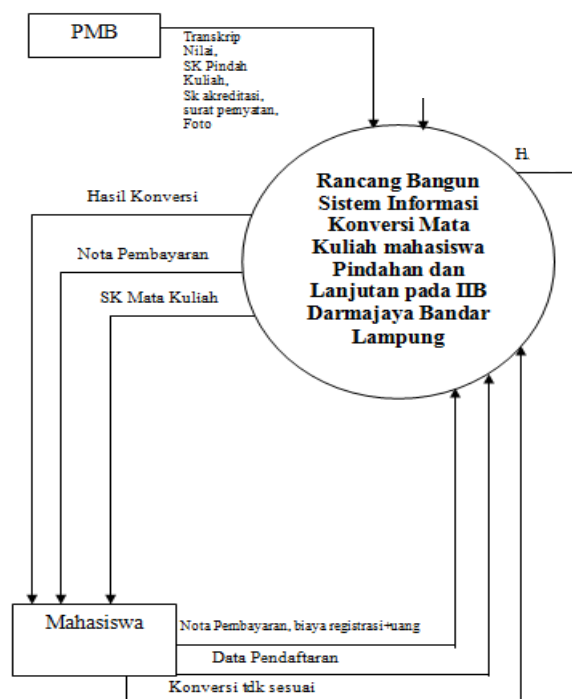 PMB
Transkrip
Nilai,
SK Pindah
Kuliah,
Sk akreditasi,
surat pernyatan,
Foto
H
Rancang Bangun
Sistem Informasi
Konversi Mata
Kuliah mahasiswa
Pindahan dan
Lanjutan pada IIB
Darmajaya Bandar
Lampung
Hasil Konversi
Nota Pembayaran
SK Mata Kuliah
Mahasiswa
Nota Pembayaran, biaya registrasi+uang
Data Pendaftaran
Konversi tdk sesuai